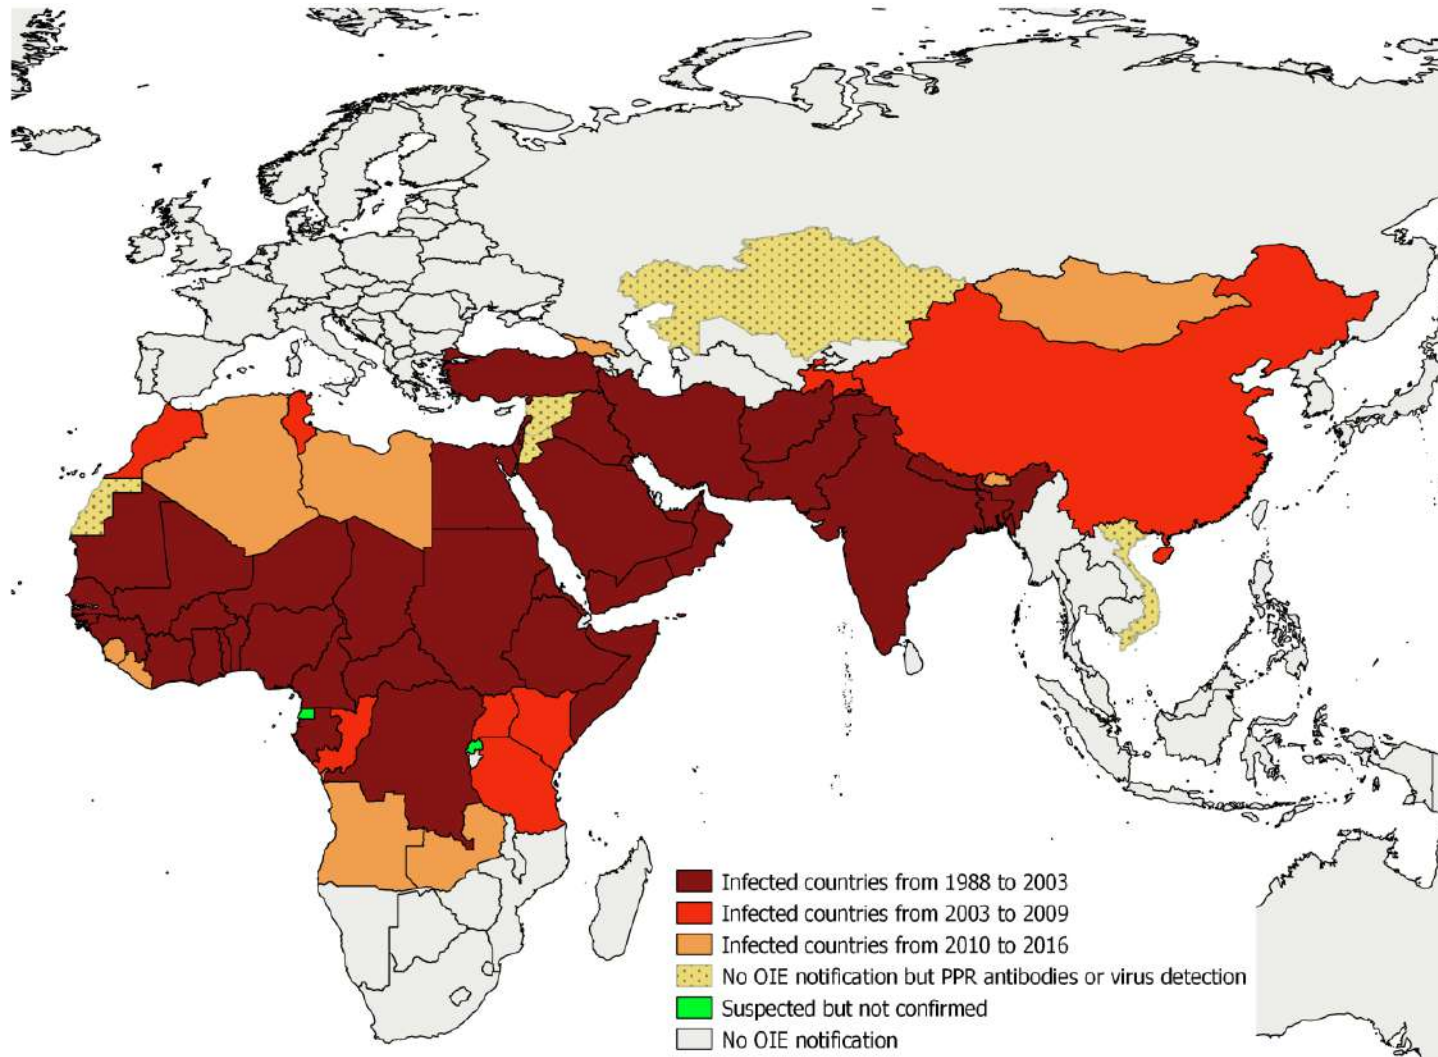 Infected countries from 1988 to 2003
Infected countries from 2003 to 2009
Infected countries from 2010 to 2016
No OIE notification but PPR antibodies or virus detection
Suspected but not confirmed
No OIE notification